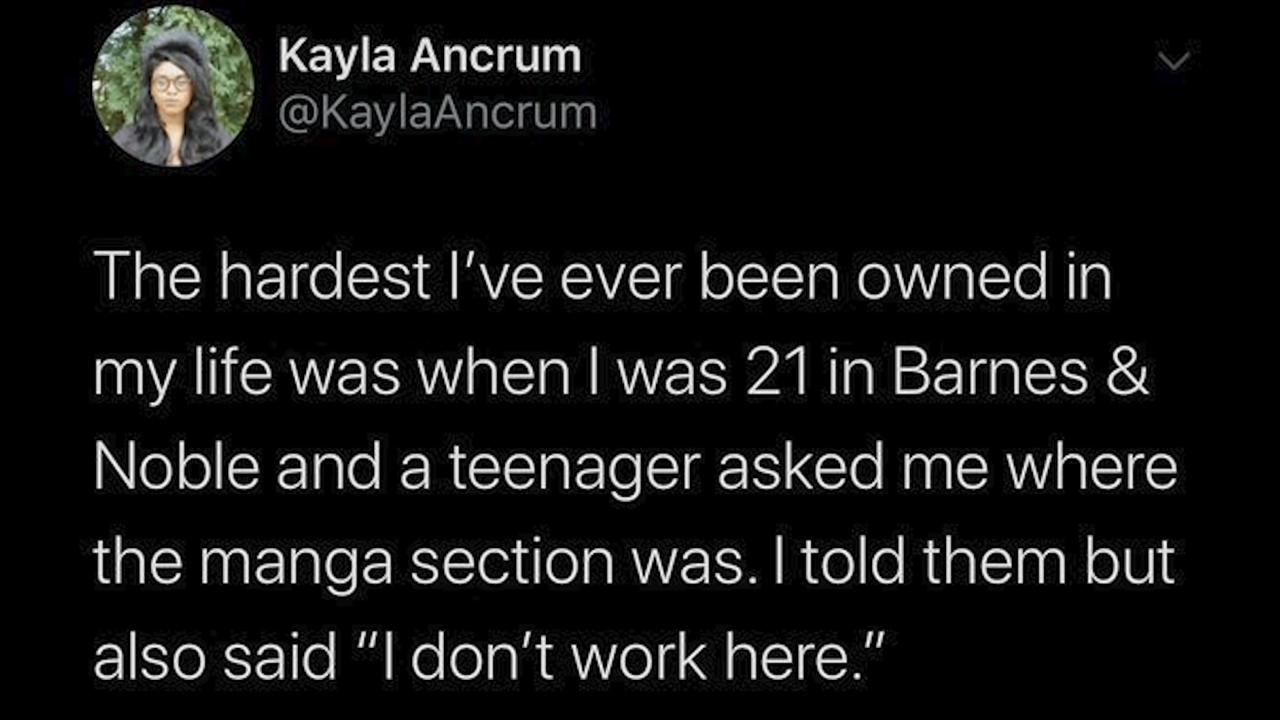 Kayla Ancrum
@KaylaAncrum
The hardest I’ve ever been owned in
my life was when I was 21 in Barnes &
Noble and a teenager asked me where
the manga section was. I told them but
also said “I don’t work here.”